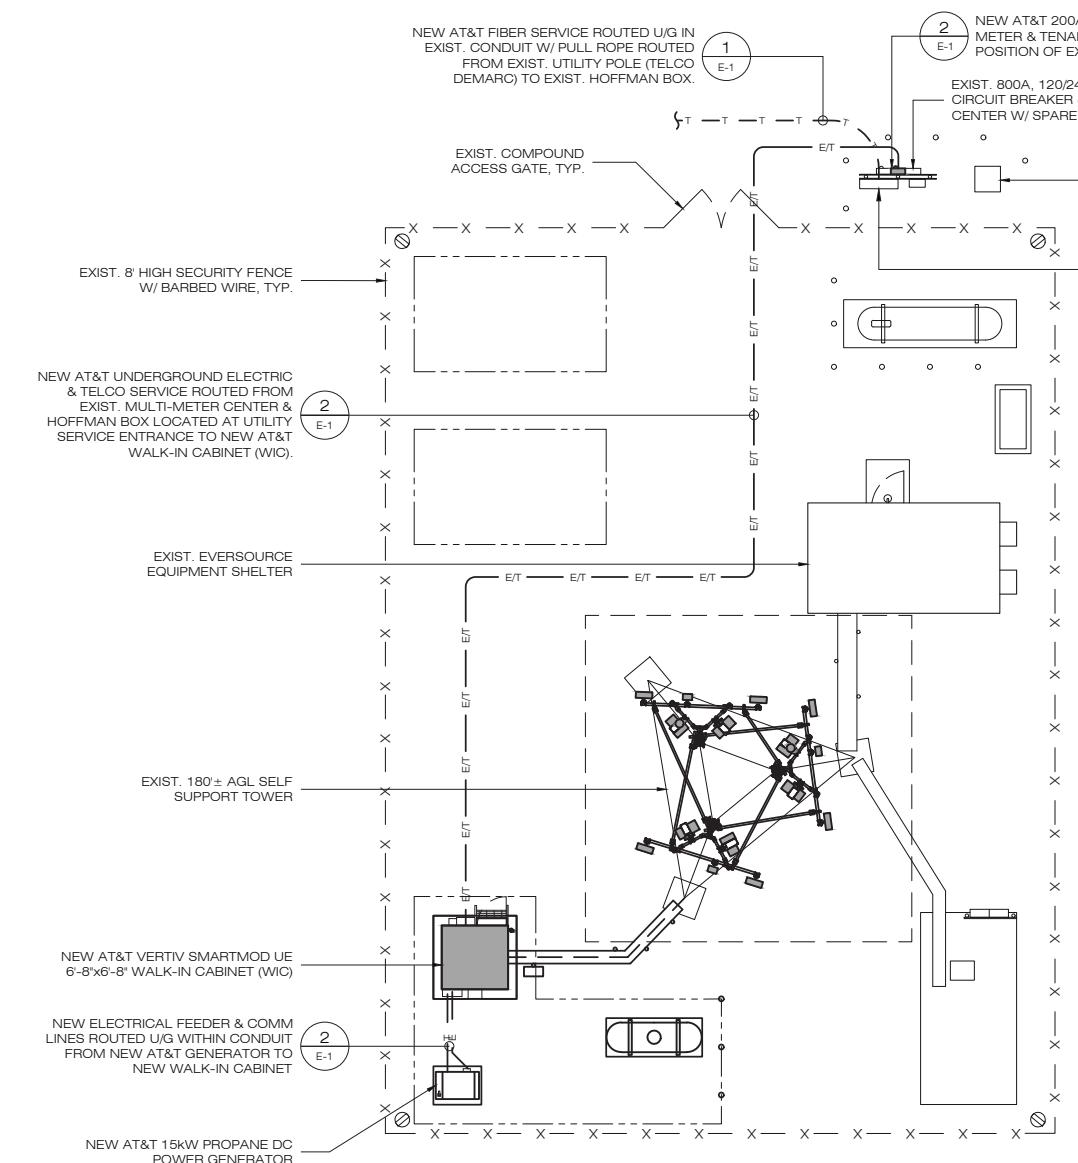 NEW AT&T FIBER SERVICE ROUTED U/G IN
EXIST. CONDUIT W/ PULL ROPE ROUTED
FROM EXIST. UTILITY POLE (TELCO
DEMARC) TO EXIST. HOFFMAN BOX.
1
E-1
2
E-1
NEW AT&T 200/
METER & TENA
POSITION OF EX
EXIST. 800A, 120/24
CIRCUIT BREAKER
CENTER W/ SPARE
T T T T T
T
E/T
EXIST. COMPOUND
ACCESS GATE, TYP.
E/T
X X X X X X X X X X
EXIST. 8' HIGH SECURITY FENCE
W/ BARBED WIRE, TYP.
E/T
E/T
E/T
NEW AT&T UNDERGROUND ELECTRIC
& TELCO SERVICE ROUTED FROM
EXIST. MULTI-METER CENTER &
HOFFMAN BOX LOCATED AT UTILITY
SERVICE ENTRANCE TO NEW AT&T
WALK-IN CABINET (WIC).
2
E-1
E/T
E/T
EXIST. EVERSOURCE
EQUIPMENT SHELTER
E/T E/T E/T E/T
E/T
E/T
E/T
EXIST. 180'± AGL SELF
SUPPORT TOWER
E/T
E/T
NEW AT&T VERTIV SMARTMOD UE
6'-8"x6'-8" WALK-IN CABINET (WIC)
NEW ELECTRICAL FEEDER & COMM
LINES ROUTED U/G WITHIN CONDUIT
FROM NEW AT&T GENERATOR TO
NEW WALK-IN CABINET
2
E-1
NEW AT&T 15kW PROPANE DC
POWER GENERATOR
X X X X X X X X X X X X